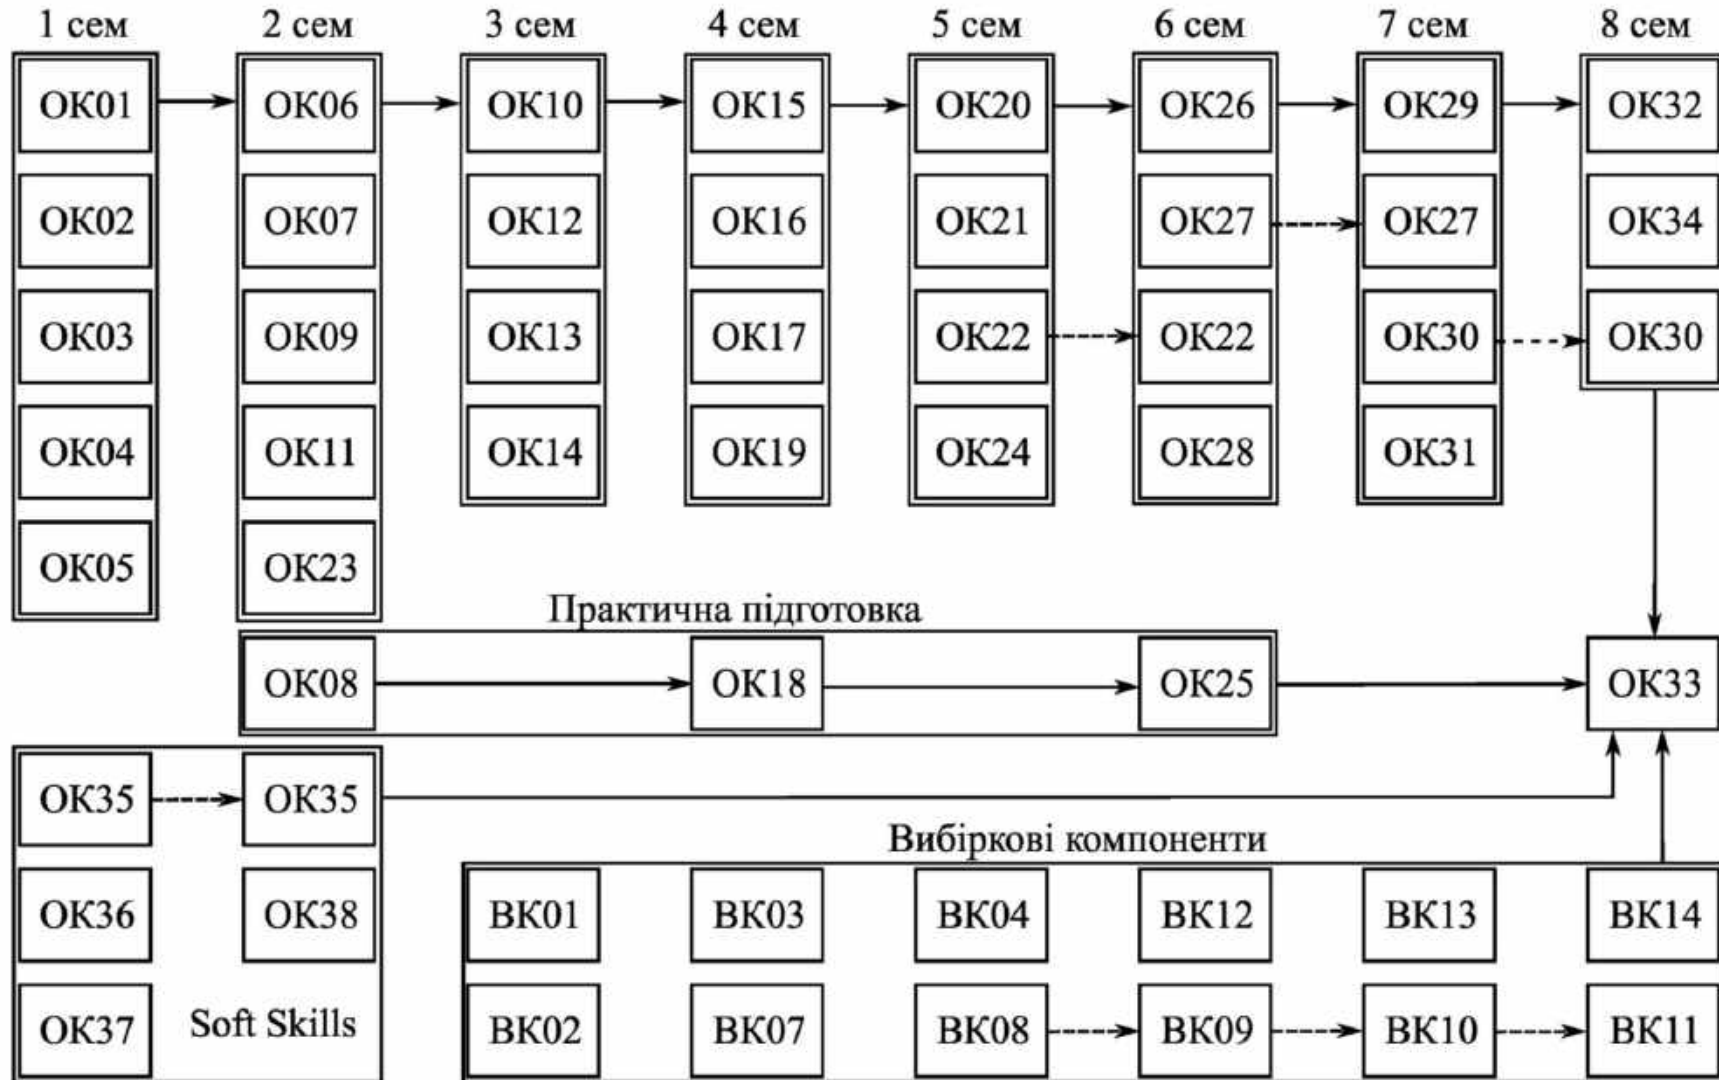 1 сем 2 сем 3 сем 4 сем 5 сем 6 сем 7 сем 8 сем
ОК01 ОК06 ОК10 ОК15 ОК20 ОК26 ОК29 ОК32
ОК02 ОК07 ОК12 ОК16 ОК21 ОК27 ОК27 ОК34
ОК03 ОК09 ОК13 ОК17 ОК22 ОК22 ОК30 ОК30
ОК04 ОК11 ОК14 ОК19 ОК24 ОК28 ОК31
ОК05 ОК23
Практична підготовка
ОК08 ОК18 ОК25 ОК33
ОК35 ОК35
Вибіркові компоненти
ОК36 ОК38 ВК01 ВК03 ВК04 ВК12 ВК13 ВК14
ОК37 Soft Skills ВК02 ВК07 ВК08 ВК09 ВК10 ВК11